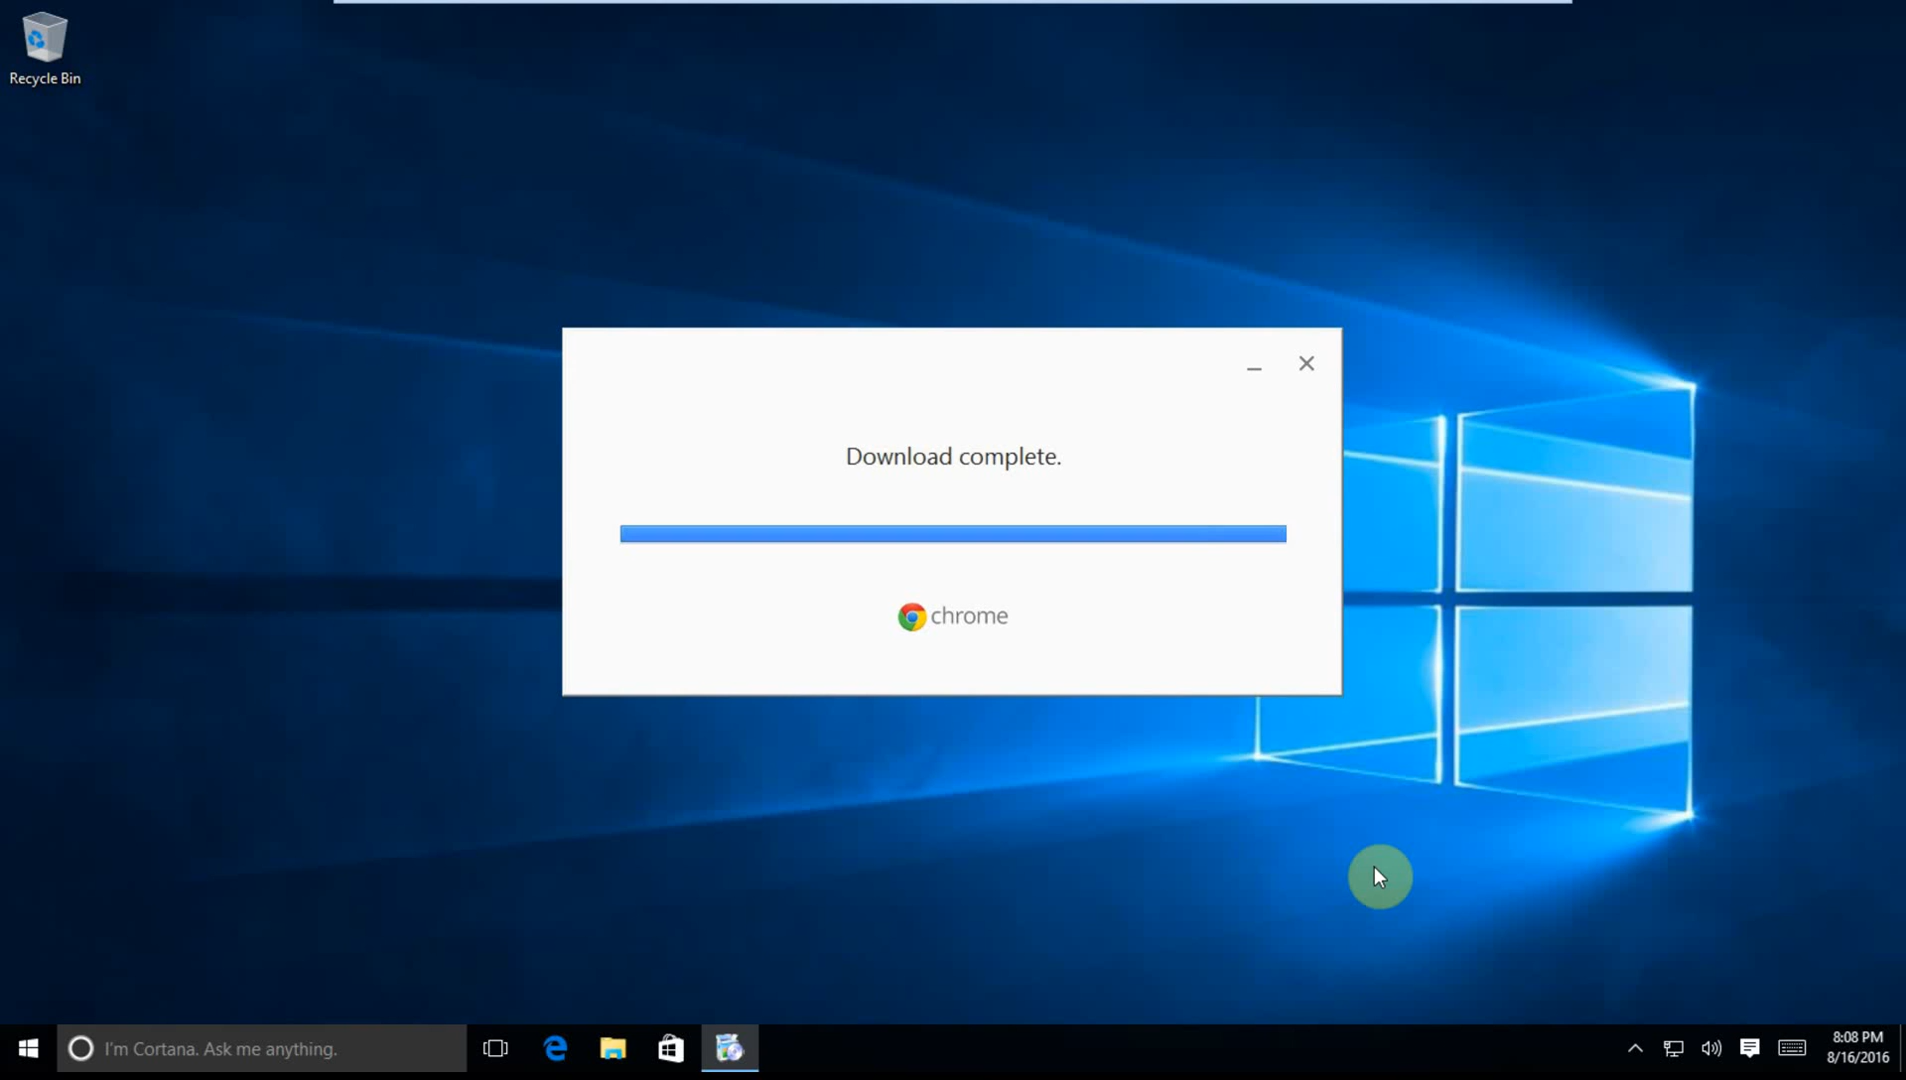 Recycle Bin
Download complete.
chrome
I'm Cortana. Ask me anything.
8:08 PM
8/16/2016